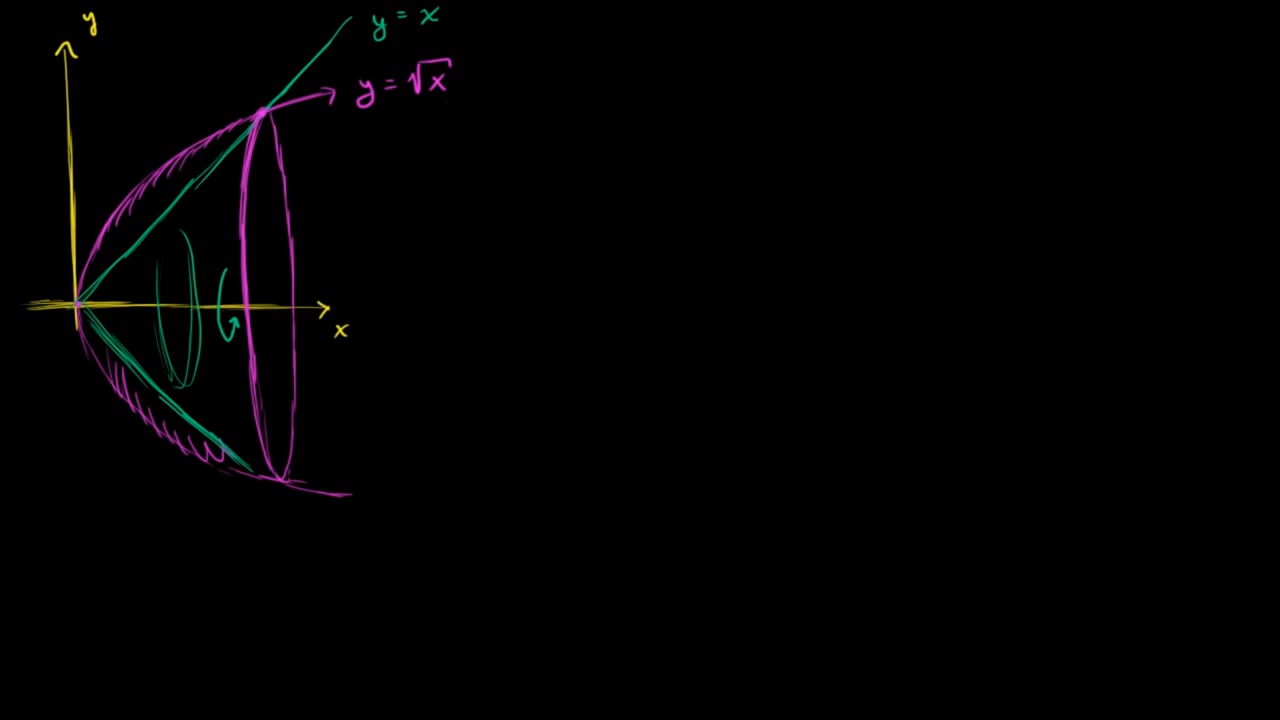 y
y = x
y = √x
x